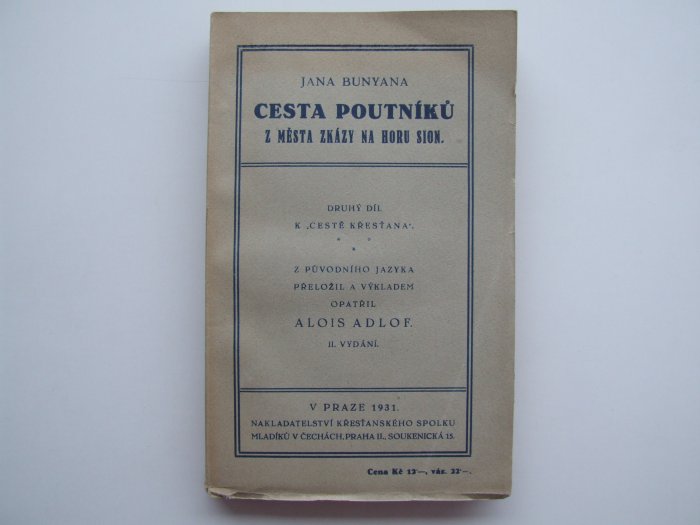 JANA BUNYANA
CESTA POUTNÍKŮ
Z MĚSTA ZKÁZY NA HORU SION.
DRUHÝ DÍL
K „CESTĚ KŘESŤANA“.
* *
*
Z PŮVODNÍHO JAZYKA
PŘELOŽIL A VÝKLADEM
OPATŘIL
ALOIS ADLOF.
II. VYDÁNÍ.
V PRAZE 1931.
NAKLADATELSTVÍ KŘESŤANSKÉHO SPOLKU
MLADÍKŮ V ČECHÁCH, PRAHA II., SOUKENICKÁ 15.
Cena Kč 12·—, váz. 22·—.